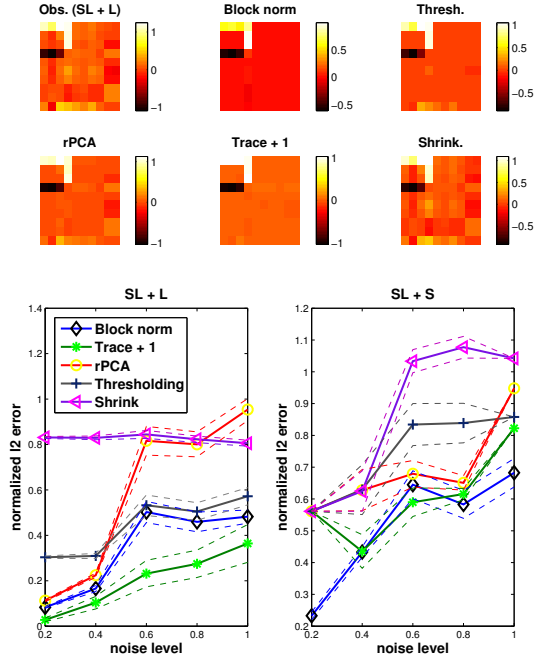 Obs. (SL + L)
1
0
−1
Block norm
0.5
0
−0.5
Thresh.
1
0.5
0
−0.5
rPCA
1
0
−1
Trace + 1
1
0
−1
Shrink.
1
0.5
0
−0.5
−1
SL + L
1.4
1.2
1
0.8
0.6
0.4
0.2
0
normalized l2 error
Block norm
Trace + 1
rPCA
Thresholding
Shrink
0.2 0.4 0.6 0.8 1
noise level
SL + S
1.2
1.1
1
0.9
0.8
0.7
0.6
0.5
0.4
0.3
0.2
normalized l2 error
0.2 0.4 0.6 0.8 1
noise level